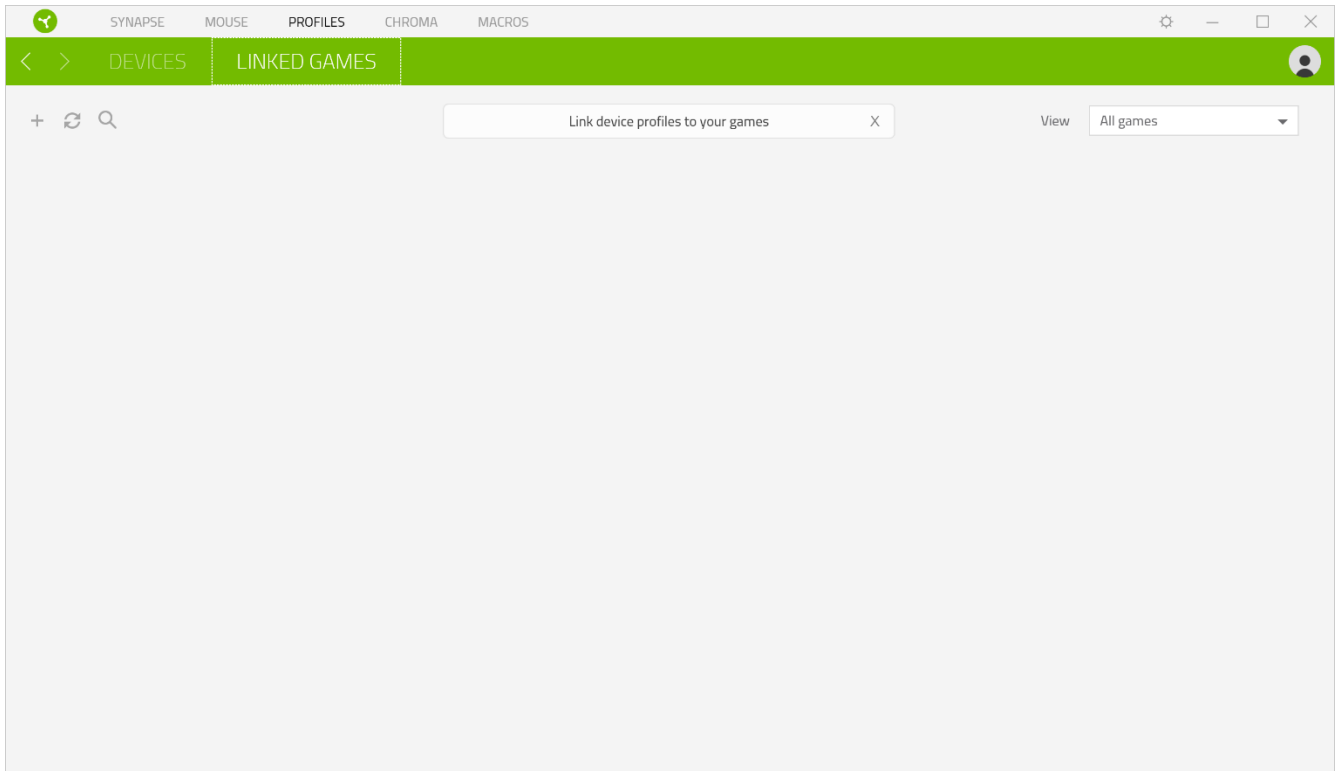 SYNAPSE MOUSE PROFILES CHROMA MACROS
DEVICES LINKED GAMES
Link device profiles to your games X View All games